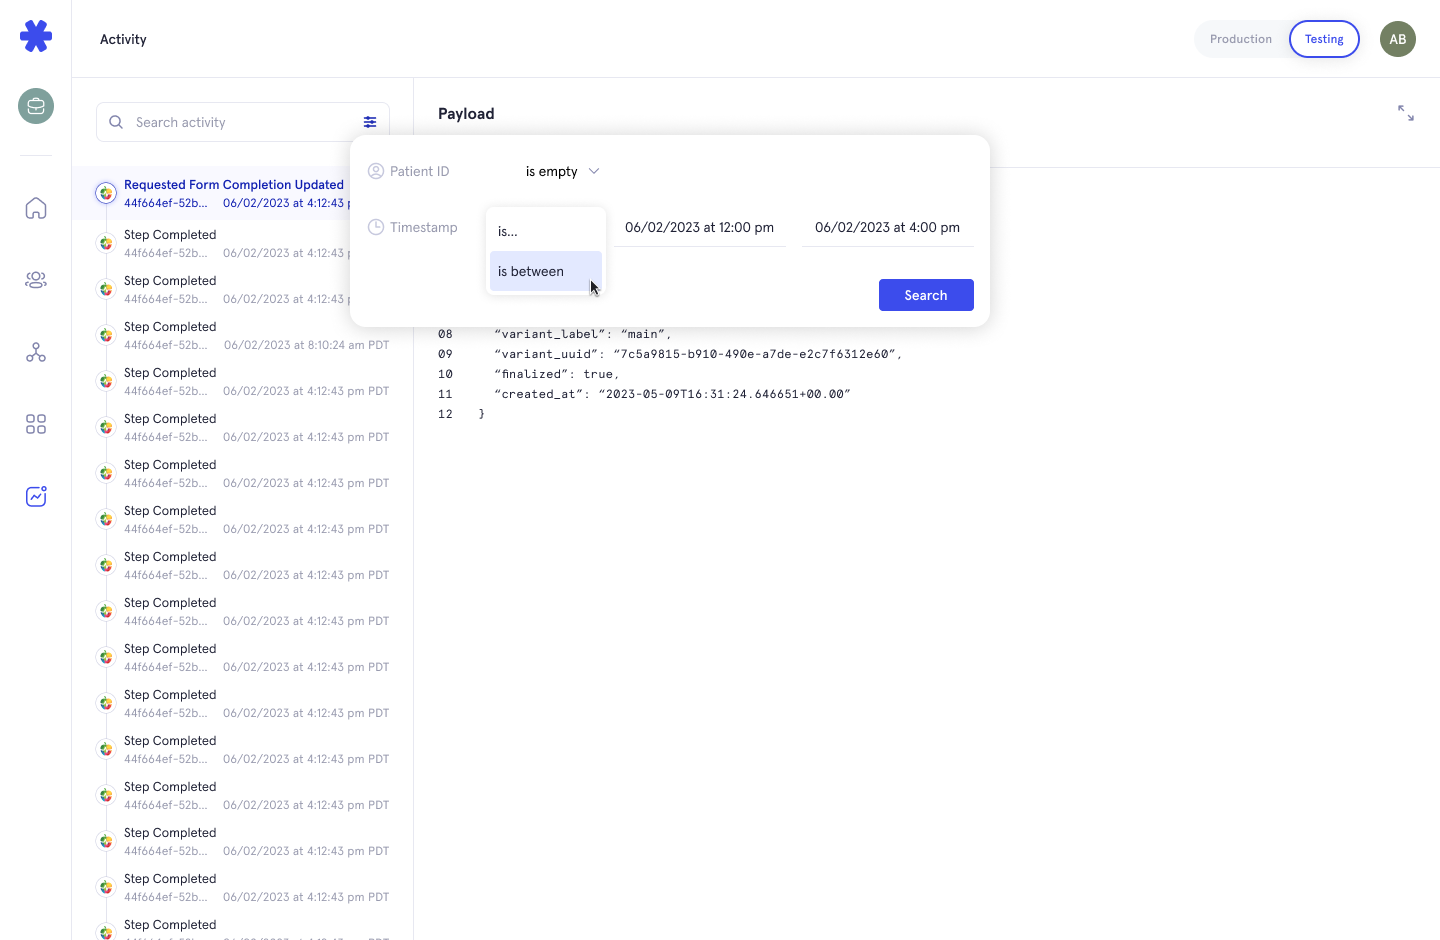 Activity
Production
Testing
AB
Search activity
Payload
Patient ID
is empty
Timestamp
is...
is between
06/02/2023 at 12:00 pm
06/02/2023 at 4:00 pm
Search
Requested Form Completion Updated
44f664ef-52b... 06/02/2023 at 4:12:43 p
Step Completed
44f664ef-52b... 06/02/2023 at 4:12:43
Step Completed
44f664ef-52b... 06/02/2023 at 4:12:43
Step Completed
44f664ef-52b... 06/02/2023 at 8:10:24 am PDT
Step Completed
44f664ef-52b... 06/02/2023 at 4:12:43 pm PDT
Step Completed
44f664ef-52b... 06/02/2023 at 4:12:43 pm PDT
Step Completed
44f664ef-52b... 06/02/2023 at 4:12:43 pm PDT
Step Completed
44f664ef-52b... 06/02/2023 at 4:12:43 pm PDT
Step Completed
44f664ef-52b... 06/02/2023 at 4:12:43 pm PDT
Step Completed
44f664ef-52b... 06/02/2023 at 4:12:43 pm PDT
Step Completed
44f664ef-52b... 06/02/2023 at 4:12:43 pm PDT
Step Completed
44f664ef-52b... 06/02/2023 at 4:12:43 pm PDT
Step Completed
44f664ef-52b... 06/02/2023 at 4:12:43 pm PDT
Step Completed
44f664ef-52b... 06/02/2023 at 4:12:43 pm PDT
Step Completed
44f664ef-52b... 06/02/2023 at 4:12:43 pm PDT
Step Completed
44f664ef-52b... 06/02/2023 at 4:12:43 pm PDT
Step Completed
08 “variant_label”: “main”,
09 “variant_uuid”: “7c5a9815-b910-490e-a7de-e2c7f6312e60”,
10 “finalized”: true,
11 “created_at”: “2023-05-09T16:31:24.646651+00.00”
12 }